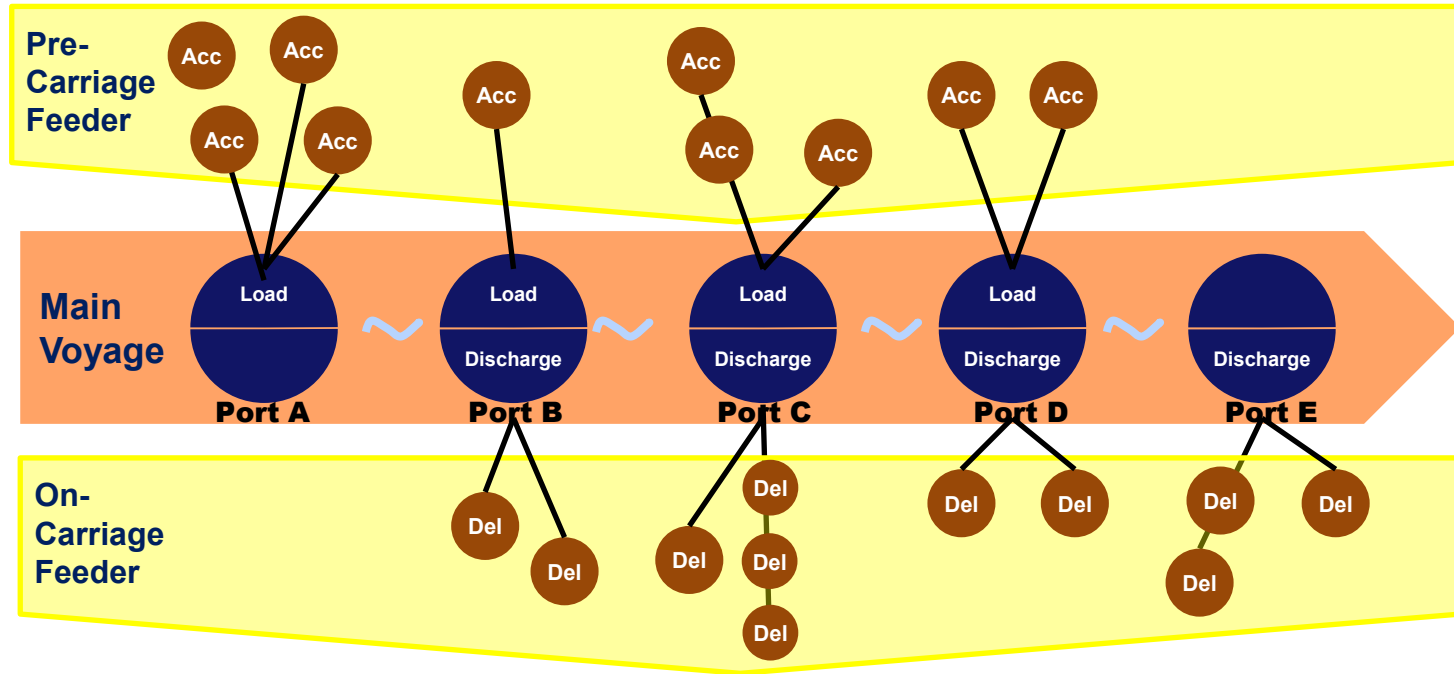 Pre-
Carriage
Feeder
Acc
Acc
Acc
Acc
Acc
Acc
Acc
Acc
Acc
Acc
Main
Voyage
Load
Load
Discharge
Load
Discharge
Load
Discharge
Discharge
Port A
Port B
Port C
Port D
Port E
On-
Carriage
Feeder
Del
Del
Del
Del
Del
Del
Del
Del
Del
Del
Del